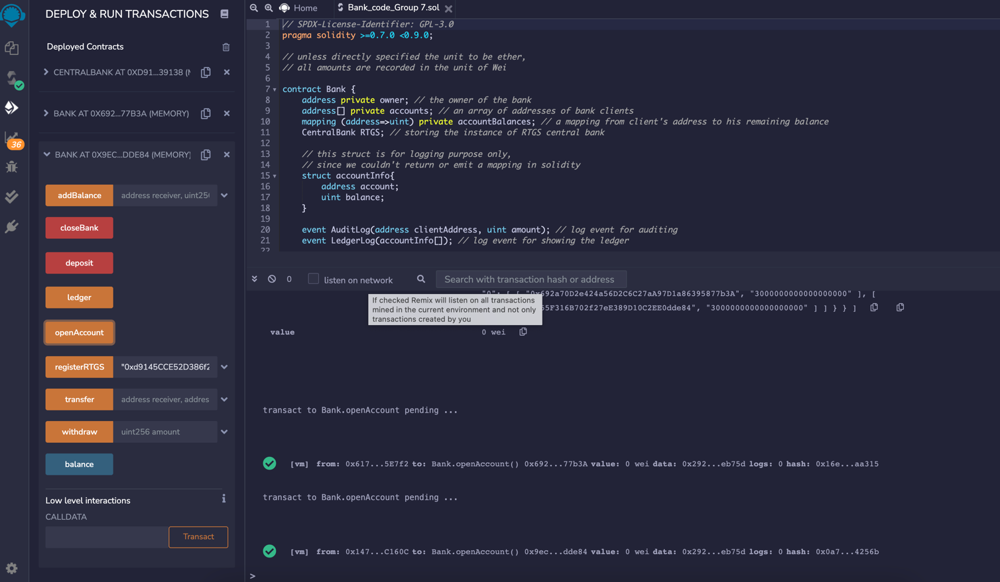 DEPLOY & RUN TRANSACTIONS
Deployed Contracts
CENTRALBANK AT 0XD91...39138 (
BANK AT 0X692...77B3A (MEMORY)
36
BANK AT 0X9EC...DDE84 (MEMORY)
addBalance address receiver, uint25
closeBank
deposit
ledger
openAccount
registerRTGS "0xd9145CCE52D386f2
transfer address receiver, addres
withdraw uint256 amount
balance
Low level interactions
i
CALLDATA
Transact
Home
Bank_code_Group 7.sol
1 // SPDX-License-Identifier: GPL-3.0
2 pragma solidity >=0.7.0 <0.9.0;
3
4 // unless directly specified the unit to be ether,
5 // all amounts are recorded in the unit of Wei
6
7 contract Bank {
8 address private owner; // the owner of the bank
9 address[] private accounts; // an array of addresses of bank clients
10 mapping (address=>uint) private accountBalances; // a mapping from client's address to his remaining balance
11 CentralBank RTGS; // storing the instance of RTGS central bank
12
13 // this struct is for logging purpose only,
14 // since we couldn't return or emit a mapping in solidity
15 struct accountInfo{
16 address account;
17 uint balance;
18 }
19
20 event AuditLog(address clientAddress, uint amount); // log event for auditing
21 event LedgerLog(accountInfo[]); // log event for showing the ledger
22
0 listen on network Search with transaction hash or address
"0": [ [ "0x692a70D2e424a56D2C6C27aA97D1a86395877b3A", "3000000000000000000" ], [
55F316B702f27eE389D10C2EE0dde84", "3000000000000000000" ] ] } } ]
If checked Remix will listen on all transactions
mined in the current environment and not only
transactions created by you
value 0 wei
transact to Bank.openAccount pending ...
[vm] from: 0x617...5E7f2 to: Bank.openAccount() 0x692...77b3A value: 0 wei data: 0x292...eb75d logs: 0 hash: 0x16e...aa315
transact to Bank.openAccount pending ...
[vm] from: 0x147...C160C to: Bank.openAccount() 0x9ec...dde84 value: 0 wei data: 0x292...eb75d logs: 0 hash: 0x0a7...4256b
>